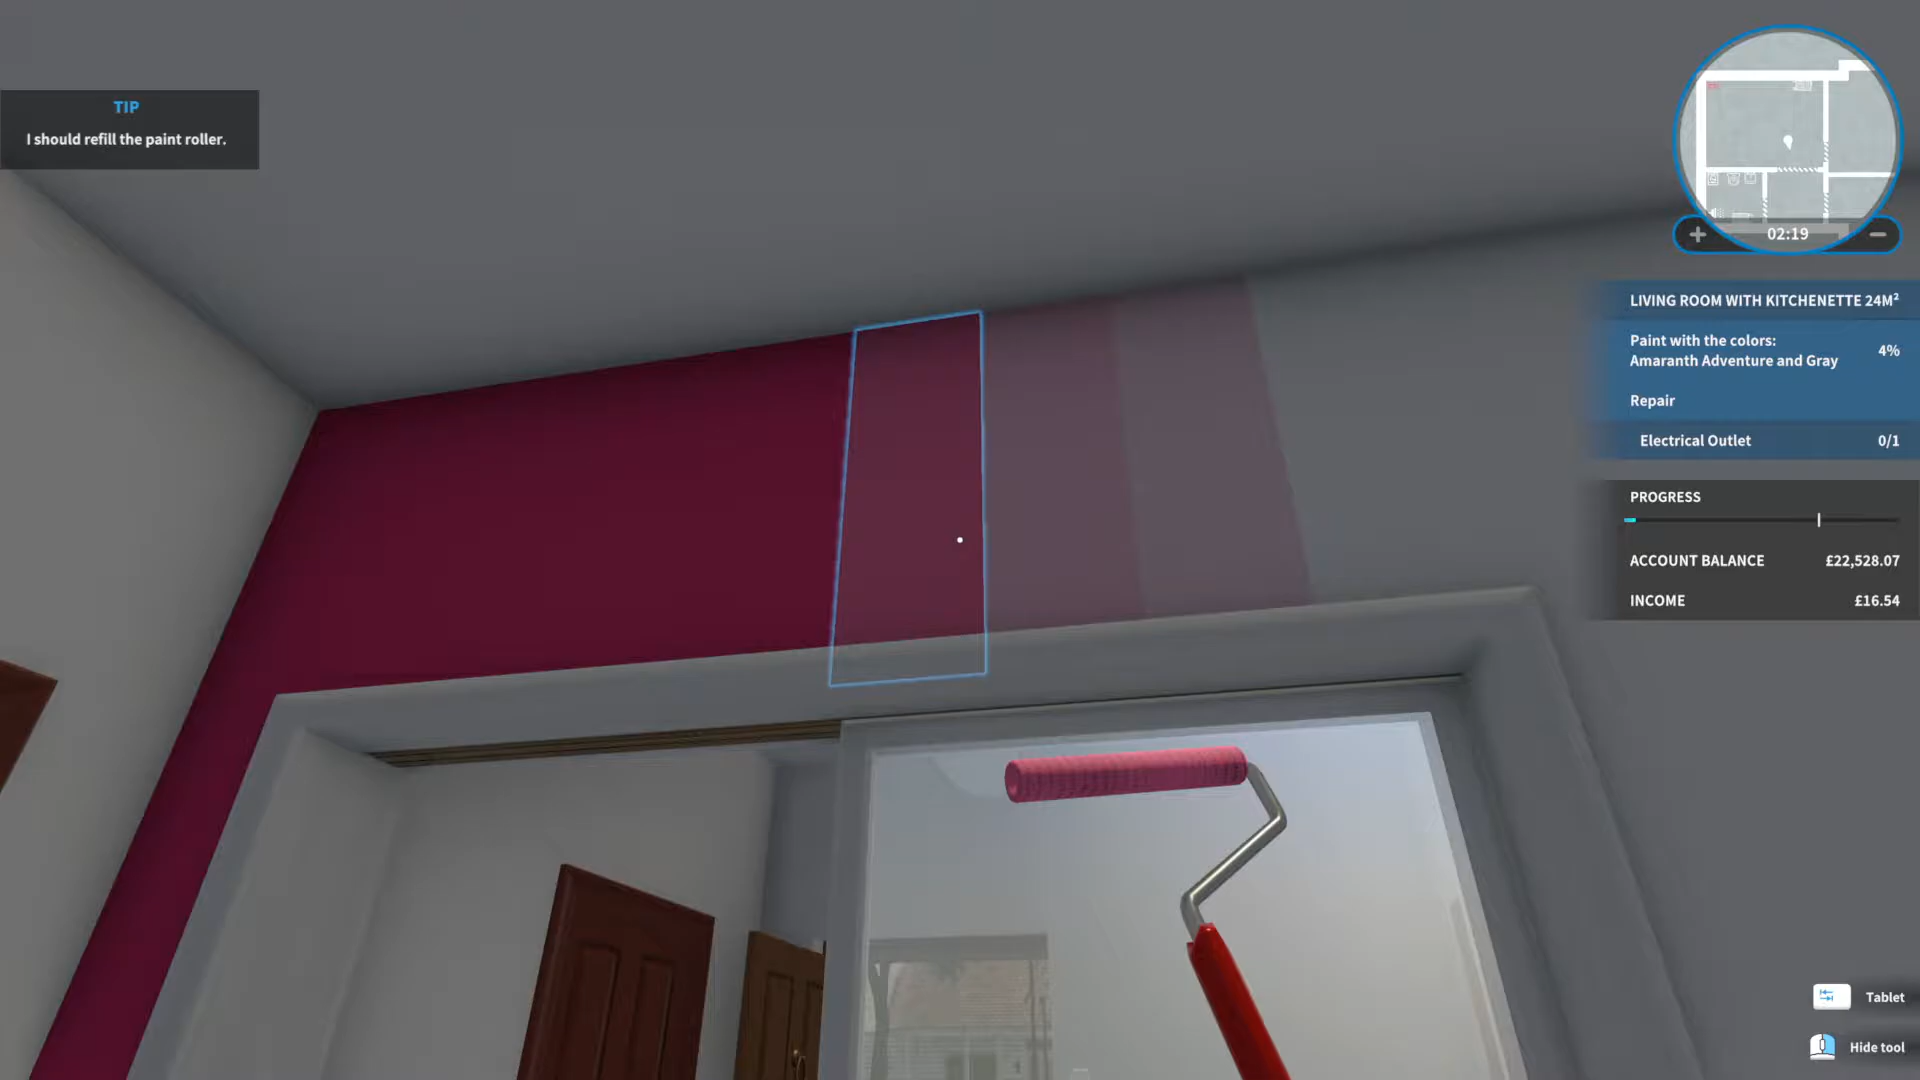 TIP
I should refill the paint roller.
02:19
LIVING ROOM WITH KITCHENETTE 24M²
Paint with the colors:
Amaranth Adventure and Gray
4%
Repair
Electrical Outlet 0/1
PROGRESS
ACCOUNT BALANCE £22,528.07
INCOME £16.54
Tablet
Hide tool